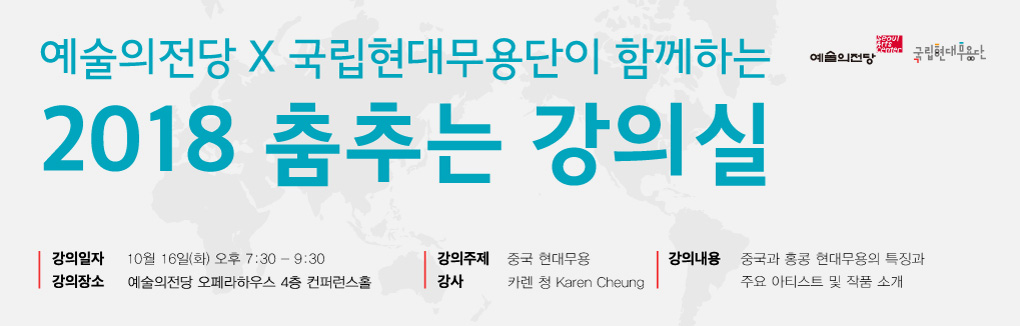 예술의전당 X 국립현대무용단이 함께하는
예술의전당
Seoul
Arts
Center
국립현대무용단
2018 춤추는 강의실
강의일자 10월 16일(화) 오후 7:30 – 9:30
강의장소 예술의전당 오페라하우스 4층 컨퍼런스홀
강의주제 중국 현대무용
강사 카렌 청 Karen Cheung
강의내용 중국과 홍콩 현대무용의 특징과
주요 아티스트 및 작품 소개